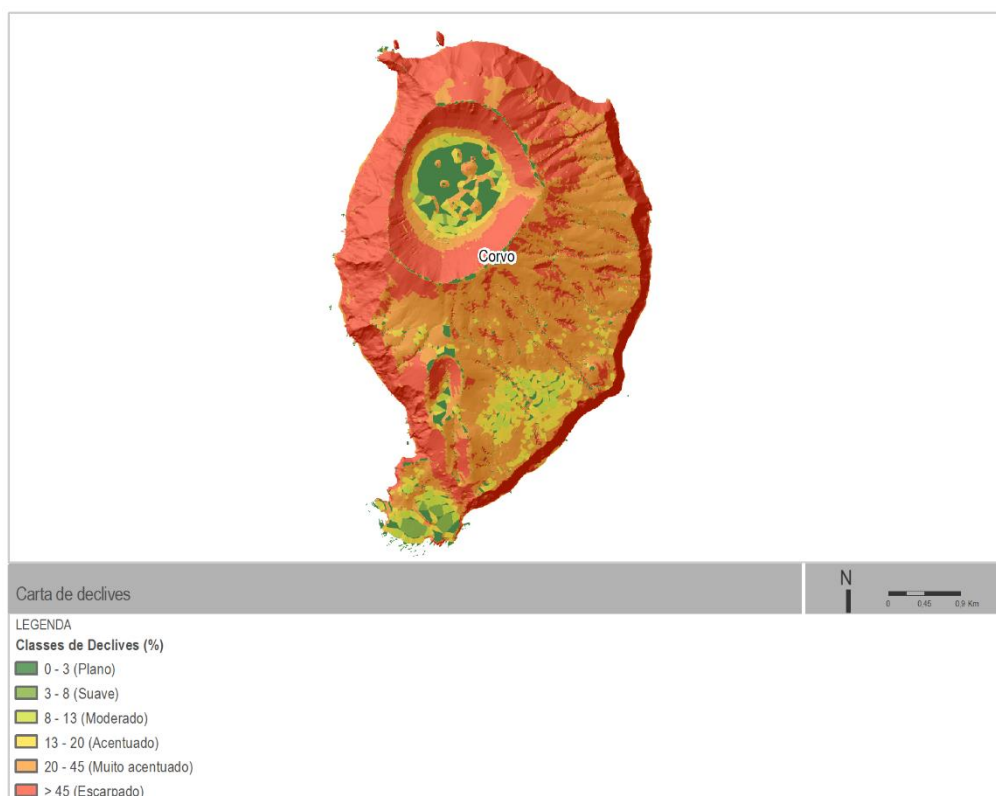 Corvo
Carta de declives
N
0 0,45 0,9 Km
LEGENDA
Classes de Declives (%)
0 - 3 (Plano)
3 - 8 (Suave)
8 - 13 (Moderado)
13 - 20 (Acentuado)
20 - 45 (Muito acentuado)
> 45 (Escarpado)